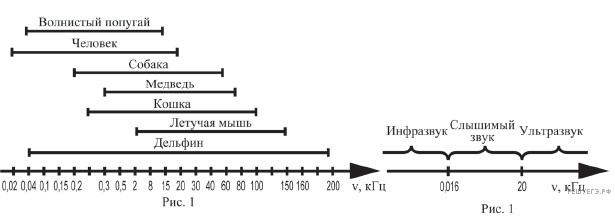 Волнистый попугай
Человек
Собака
Медведь
Кошка
Летучая мышь
Дельфин
0,02 0,04 0,1 0,15 0,2 0,3 0,5 2 8 15 20 30 40 60 80 100 150 160 200 ν, кГц
Рис. 1
Инфразвук Слышимый звук Ультразвук
0,016 20 ν, кГц
Рис. 1
РЕШУЕГЭ.РФ